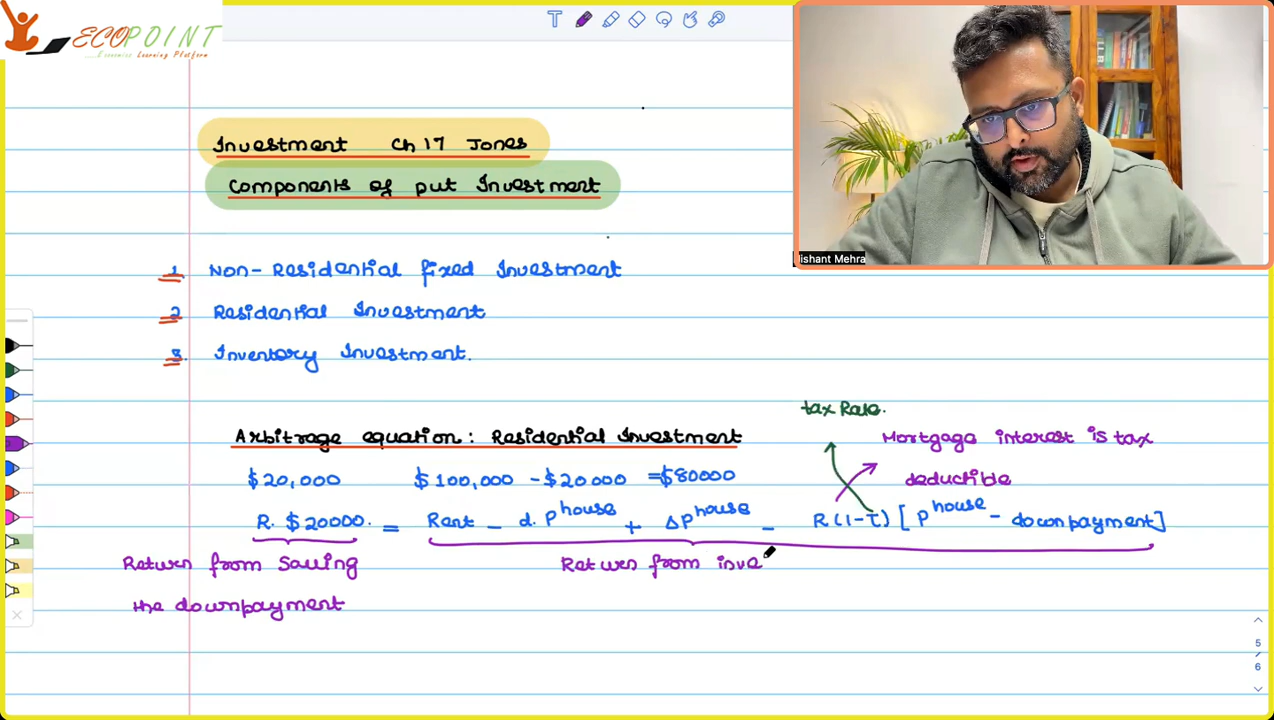 ECOPOINT
....Economics Learning Platform
Investment Ch 17 Jones
Components of pvt Investment
1 Non-Residential fixed Investment
2 Residential Investment
3. Inventory Investment.
tax Rate.
Arbitrage equation: Residential Investment
Mortgage interest is tax
deductible
$20,000 $100,000 - $20000 = $80000
R. $20000. = Rent - d. P house + ΔP house - R(1-τ) [P house - downpayment]
Return from Saving
the downpayment
Return from inve
ishant Mehra
5
/
6